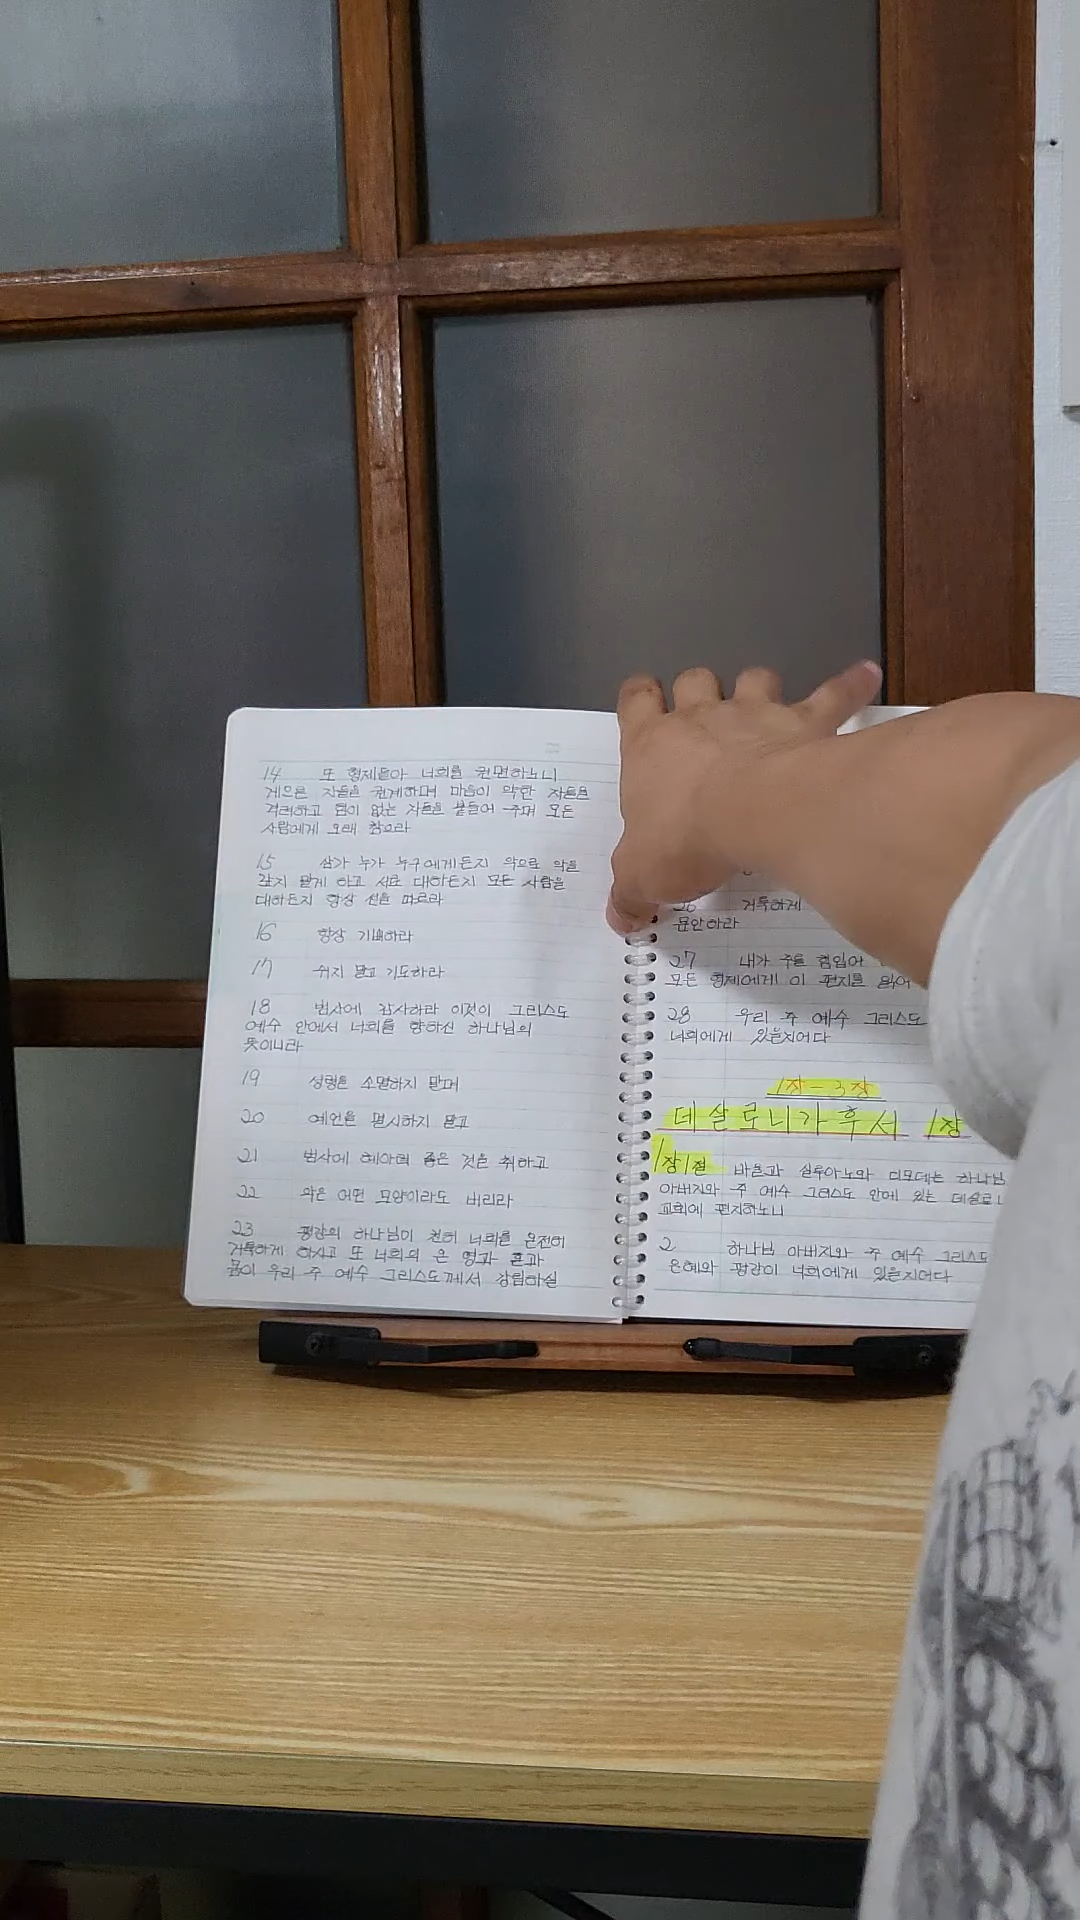 14 또 형제들아 너희를 권면하노니
게으른 자들을 권계하며 마음이 약한 자들을
격려하고 힘이 없는 자들을 붙들어 주며 모든
사람에게 오래 참으라
15 삼가 누가 누구에게든지 악으로 악을
갚지 말게 하고 서로 대하든지 모든 사람을
대하든지 항상 선을 따르라
16 항상 기뻐하라
17 쉬지 말고 기도하라
18 범사에 감사하라 이것이 그리스도
예수 안에서 너희를 향하신 하나님의
뜻이니라
19 성령을 소멸하지 말며
20 예언을 멸시하지 말고
21 범사에 헤아려 좋은 것을 취하고
22 악은 어떤 모양이라도 버리라
23 평강의 하나님이 친히 너희를 온전히
거룩하게 하시고 또 너희의 온 영과 혼과
몸이 우리 주 예수 그리스도께서 강림하실
26 거룩하게
문안하라
27 내가 주를 힘입어
모든 형제에게 이 편지를 읽어
28 우리 주 예수 그리스도
너희에게 있을지어다
1장-3장
데살로니가후서 1장
1장1절 바울과 실루아노와 디모데는 하나님
아버지와 주 예수 그리스도 안에 있는 데살로니
교회에 편지하노니
2 하나님 아버지와 주 예수 그리스도
은혜와 평강이 너희에게 있을지어다